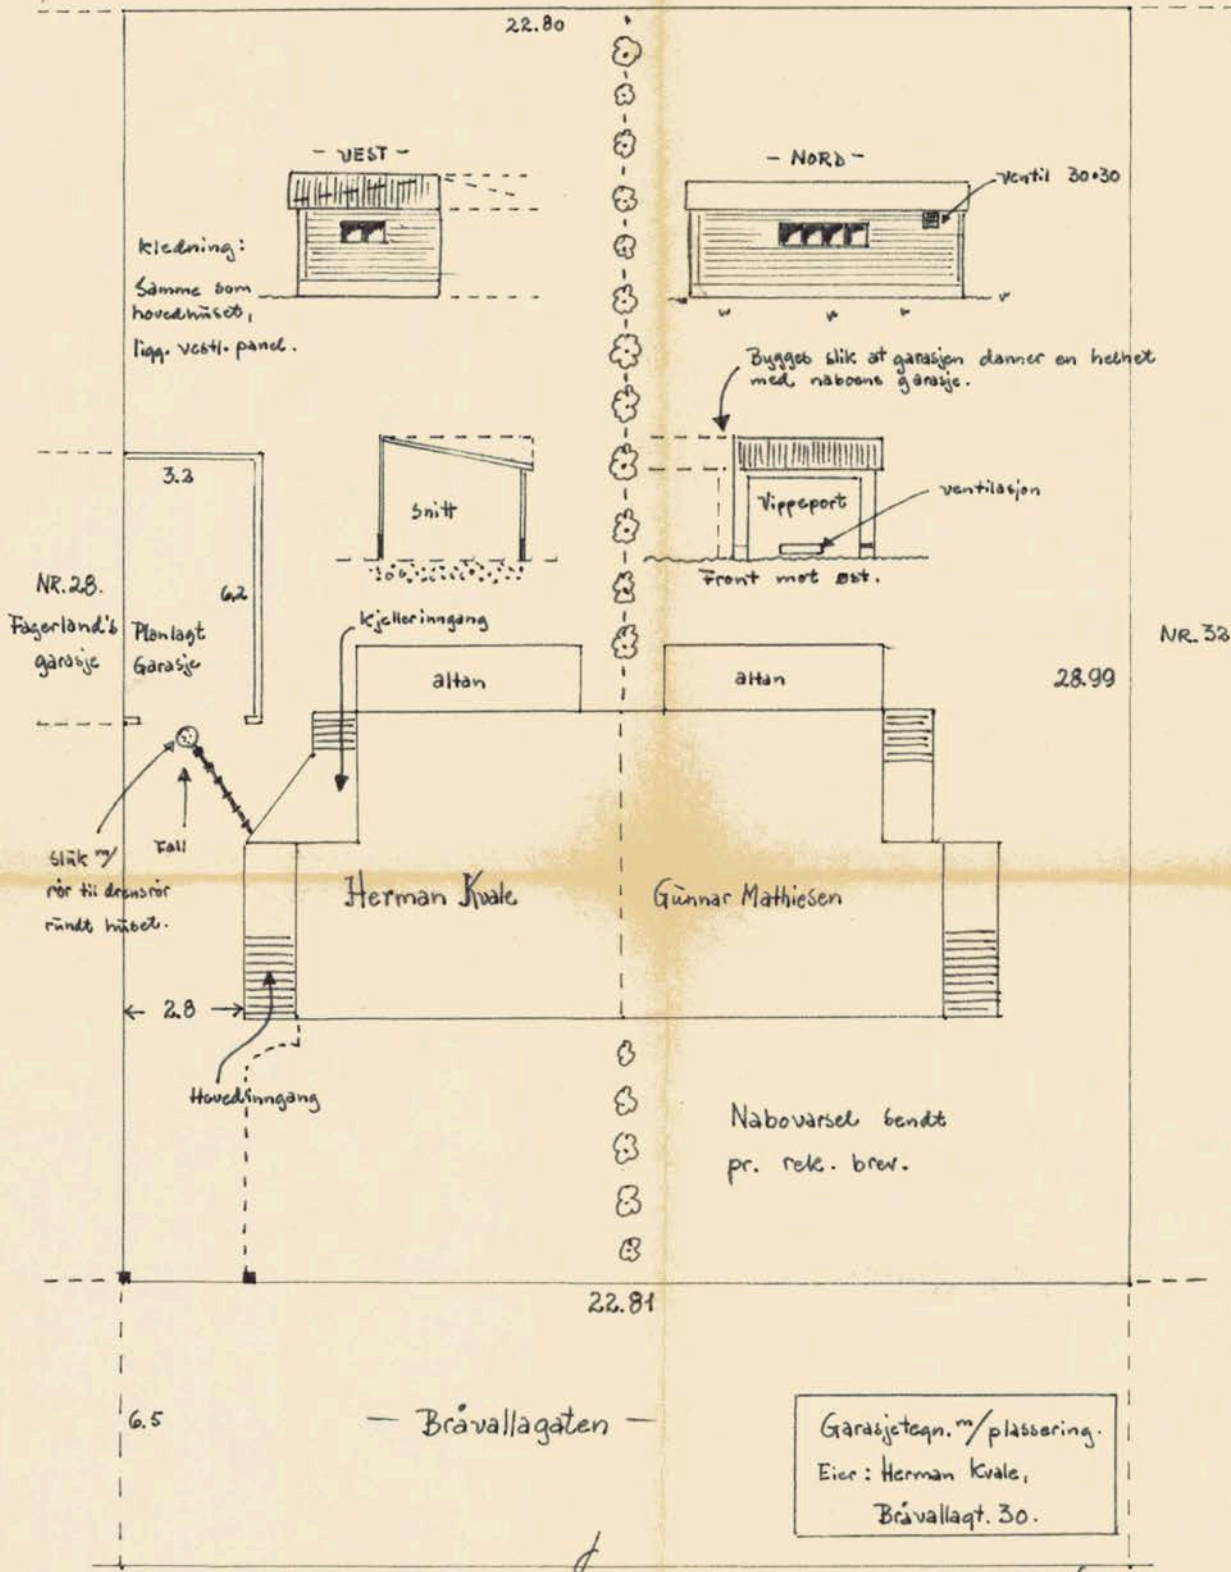 22.80
- VEST -
- NORD -
Ventil 30•30
Kledning:
Samme som
hovedhuset,
ligg. vestl. panel.
Bygges slik at garasjen danner en helhet
med naboens garasje.
3.2
Snitt
Vippeport
ventilasjon
Front mot øst.
NR. 28.
Fagerland's
garasje
6.2
Planlagt
Garasje
Kjellerinngang
altan
altan
NR. 32
28.99
Sluk m/
rör til drensrör
rundt huset.
Fall
Herman Kvale
Gunnar Mathiesen
2.8
Hovedinngang
Nabovarsel sendt
pr. rek. brev.
22.81
6.5
- Bråvallagaten -
Garasjetegn. m/ plassering.
Eier: Herman Kvale,
Bråvallagt. 30.